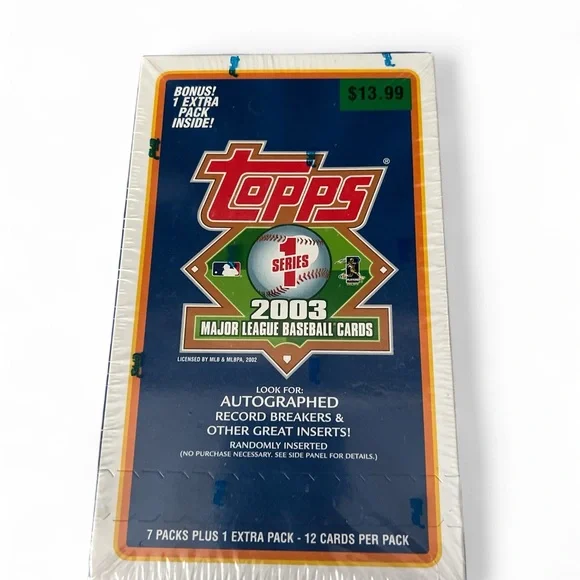 BONUS!
1 EXTRA
PACK
INSIDE!
$13.99
topps®
SERIES 1
2003
MAJOR LEAGUE BASEBALL CARDS
LICENSED BY MLB & MLBPA, 2002
LOOK FOR:
AUTOGRAPHED
RECORD BREAKERS &
OTHER GREAT INSERTS!
RANDOMLY INSERTED
(NO PURCHASE NECESSARY. SEE SIDE PANEL FOR DETAILS.)
7 PACKS PLUS 1 EXTRA PACK - 12 CARDS PER PACK